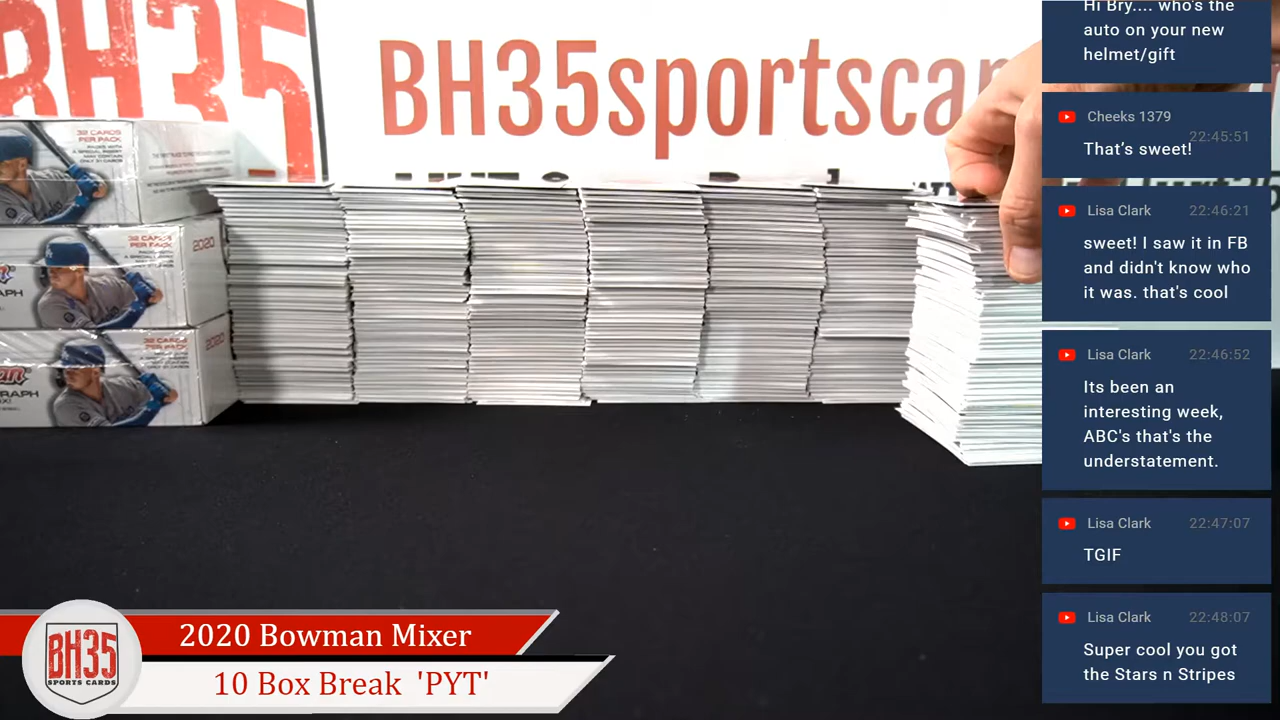 BH35
BH35sportscar
32 CARDS
PER PACK
32 CARDS
PER PACK
2020
32 CARDS
PER PACK
2020
Hi Bry.... who's the
auto on your new
helmet/gift
Cheeks 1379
22:45:51
That's sweet!
Lisa Clark 22:46:21
sweet! I saw it in FB
and didn't know who
it was. that's cool
Lisa Clark 22:46:52
Its been an
interesting week,
ABC's that's the
understatement.
Lisa Clark 22:47:07
TGIF
Lisa Clark 22:48:07
Super cool you got
the Stars n Stripes
BH35
SPORTS CARDS
2020 Bowman Mixer
10 Box Break 'PYT'